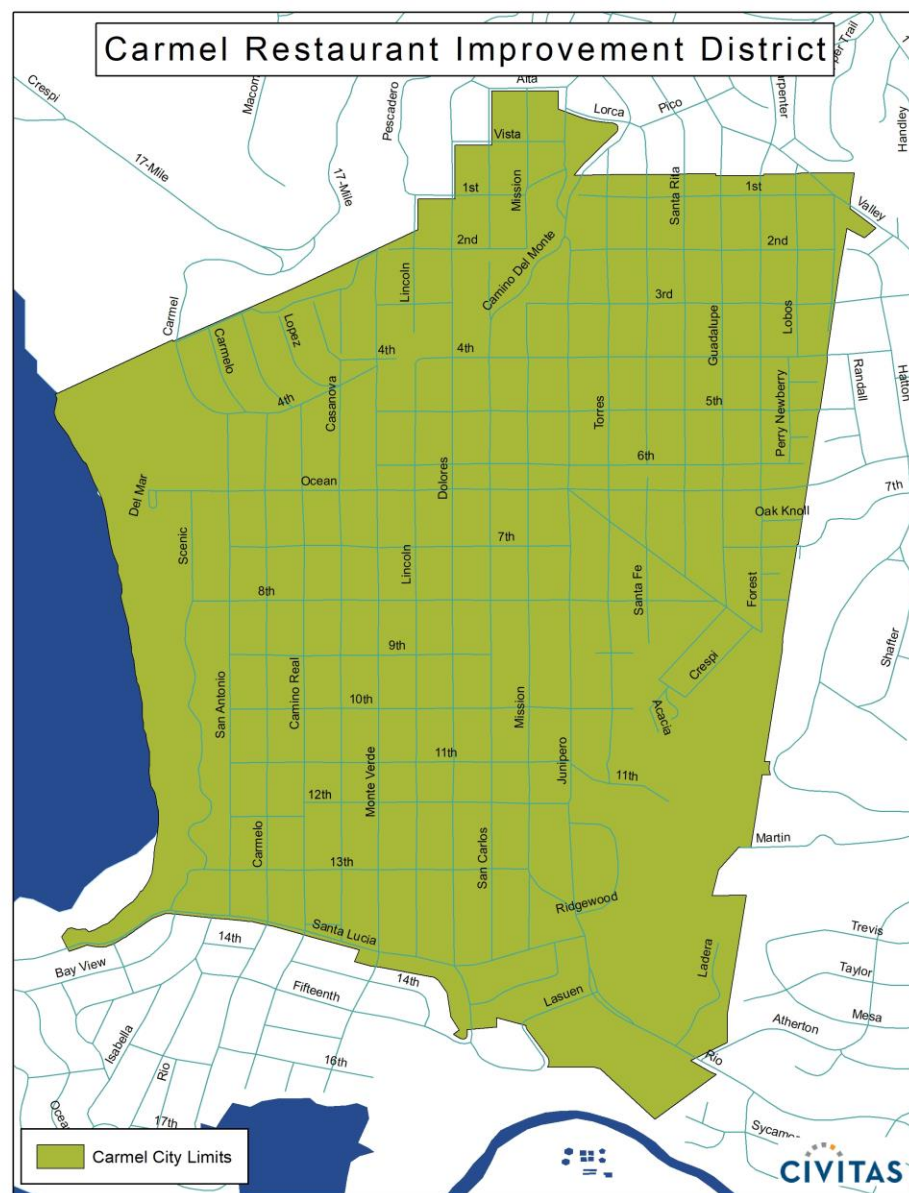 Carmel Restaurant Improvement District
Crespi
Pescadero
Alta
Lorca
Pico
Handley
17-Mile
17-Mile
Vista
1st
Mission
Santa Rita
1st
Valley
2nd
2nd
Camino Del Monte
Lincoln
3rd
Carmel
Carmelo
Lopez
Guadalupe
Lobos
4th
4th
4th
Casanova
Randall
Hatton
5th
Torres
Perry Newberry
6th
Ocean
Dolores
Del Mar
7th
Oak Knoll
Scenic
7th
Lincoln
8th
Santa Fe
Forest
9th
Crespi
Shafter
San Antonio
Camino Real
10th
Mission
Acacia
Monte Verde
11th
Junipero
11th
12th
Martin
Carmelo
13th
San Carlos
Ridgewood
Santa Lucia
14th
Ladera
Trevis
Bay View
14th
Fifteenth
Lasuen
Taylor
Mesa
Atherton
Isabella
Rio
16th
Rio
17th
Carmel City Limits
CIVITAS